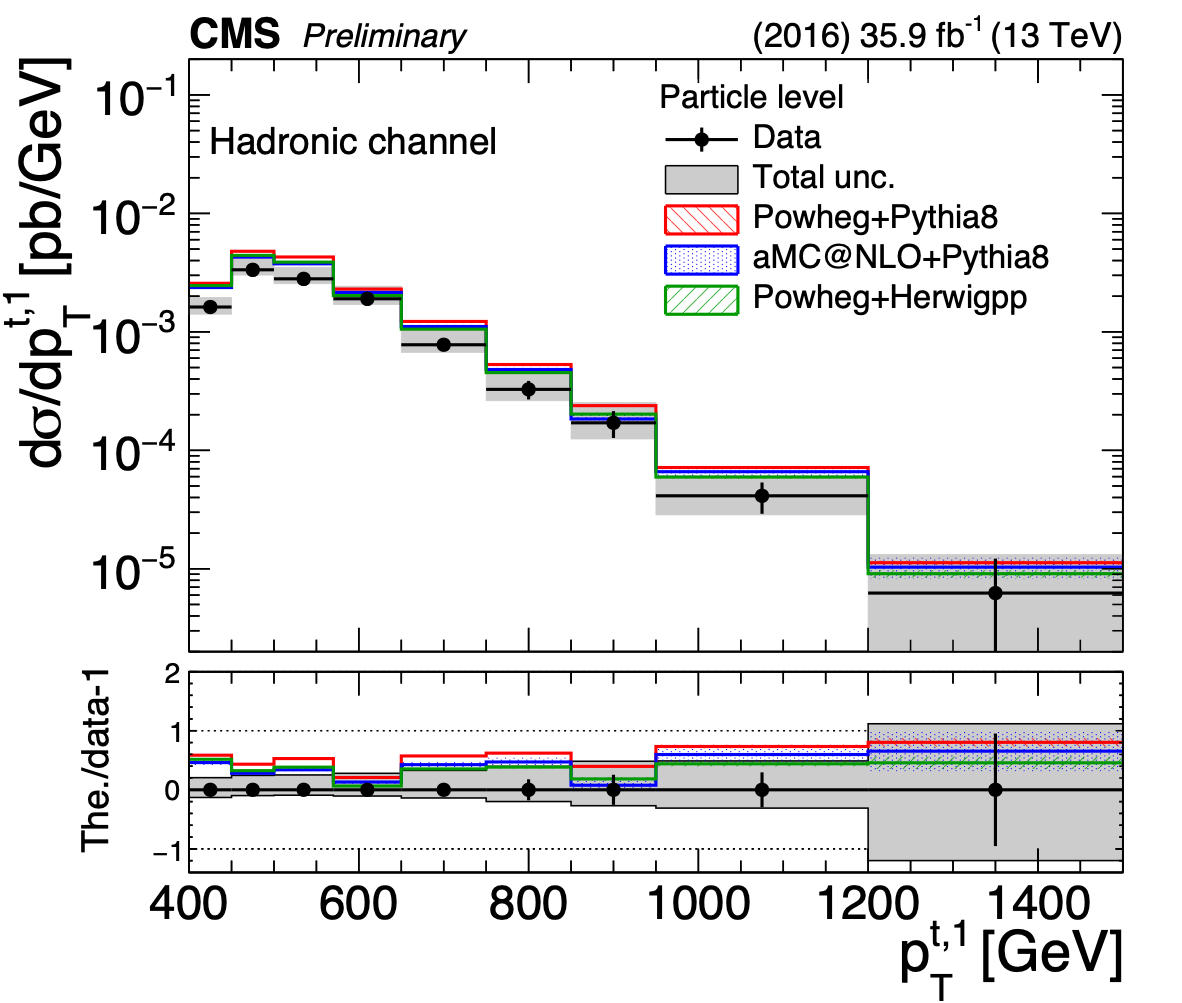 CMS Preliminary (2016) 35.9 fb⁻¹ (13 TeV)
dσ/dp_T^{t,1} [pb/GeV]
10⁻¹
10⁻²
10⁻³
10⁻⁴
10⁻⁵
Hadronic channel
Particle level
Data
Total unc.
Powheg+Pythia8
aMC@NLO+Pythia8
Powheg+Herwigpp
The./data-1
2
1
0
−1
400 600 800 1000 1200 1400
p_T^{t,1} [GeV]